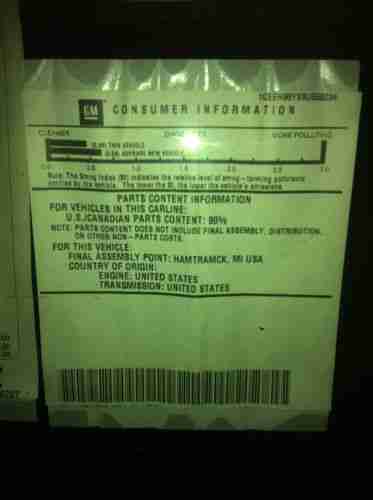 GM CONSUMER INFORMATION
CLEANER
MORE POLLUTING
0.0
Note: The Smog Index (SI) indicates the relative level of smog-forming pollutants
emitted by the vehicle. The lower the SI, the lower the vehicle's emissions.
PARTS CONTENT INFORMATION
FOR VEHICLES IN THIS CARLINE:
U.S./CANADIAN PARTS CONTENT: 90%
NOTE: PARTS CONTENT DOES NOT INCLUDE FINAL ASSEMBLY, DISTRIBUTION,
OR OTHER NON-PARTS COSTS.
FOR THIS VEHICLE:
FINAL ASSEMBLY POINT: HAMTRAMCK, MI USA
COUNTRY OF ORIGIN:
ENGINE: UNITED STATES
TRANSMISSION: UNITED STATES